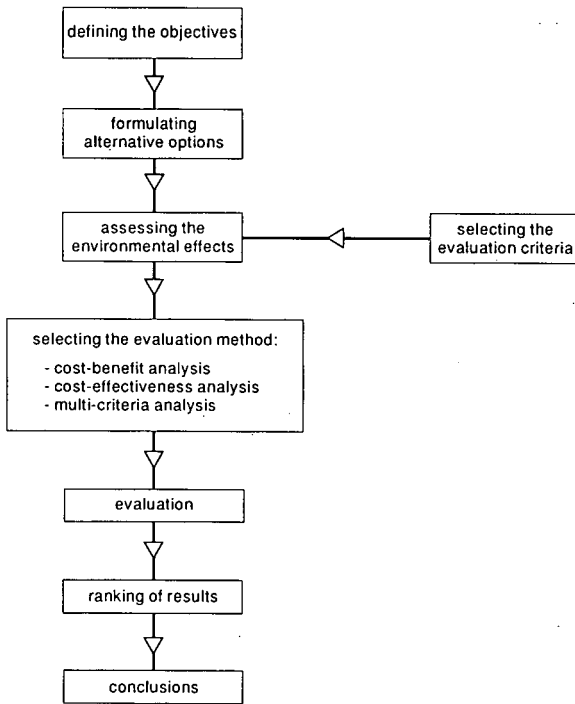 defining the objectives
formulating
alternative options
assessing the
environmental effects
selecting the
evaluation criteria
selecting the evaluation method:
- cost-benefit analysis
- cost-effectiveness analysis
- multi-criteria analysis
evaluation
ranking of results
conclusions